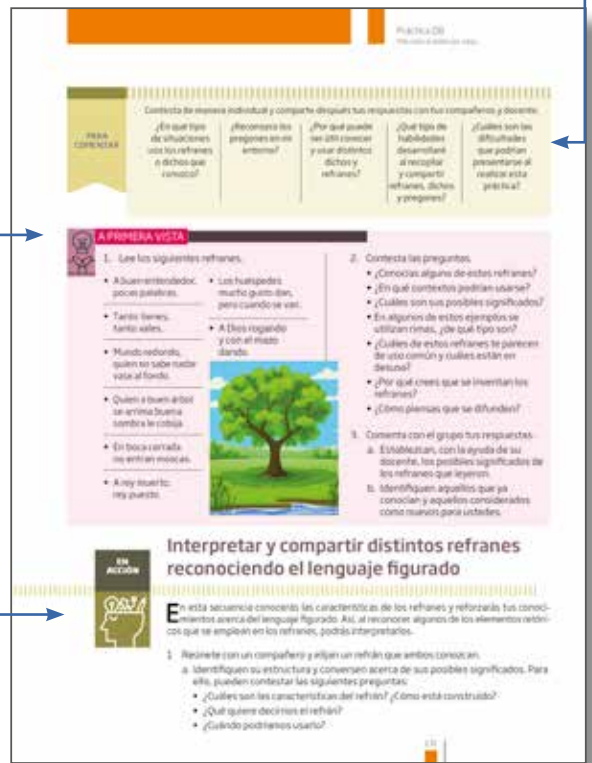 Práctica 08
PARA
COMENZAR
Contesta de manera individual y comparte después tus respuestas con tus compañeros y docente.
¿En qué tipo
de situaciones
uso los refranes
o dichos que
conozco?
¿Reconozco los
pregones en mi
entorno?
¿Por qué puede
ser útil conocer
y usar distintos
dichos y
refranes?
¿Qué tipo de
habilidades
desarrollaré
al recopilar
y compartir
refranes, dichos
y pregones?
¿Cuáles son las
dificultades
que podrían
presentarse al
realizar esta
práctica?
A PRIMERA VISTA
1. Lee los siguientes refranes.
• A buen entendedor,
pocas palabras.
• Tanto tienes,
tanto vales.
• Mundo redondo,
quien no sabe nadar
vase al fondo.
• Quien a buen árbol
se arrima buena
sombra le cobija.
• En boca cerrada
no entran moscas.
• A rey muerto,
rey puesto.
• Los huéspedes
mucho gusto dan,
pero cuando se van.
• A Dios rogando
y con el mazo
dando.
2. Contesta las preguntas.
• ¿Conocías alguno de estos refranes?
• ¿En qué contextos podrían usarse?
• ¿Cuáles son sus posibles significados?
• En algunos de estos ejemplos se
utilizan rimas, ¿de qué tipo son?
• ¿Cuáles de estos refranes te parecen
de uso común y cuáles están en
desuso?
• ¿Por qué crees que se inventan los
refranes?
• ¿Cómo piensas que se difunden?
3. Comenta con el grupo tus respuestas.
a. Establezcan, con la ayuda de su
docente, los posibles significados de
los refranes que leyeron.
b. Identifiquen aquellos que ya
conocían y aquellos considerados
como nuevos para ustedes.
EN
ACCIÓN
Interpretar y compartir distintos refranes
reconociendo el lenguaje figurado
En esta secuencia conocerás las características de los refranes y reforzarás tus conoci-
mientos acerca del lenguaje figurado. Así, al reconocer algunos de los elementos retóri-
cos que se emplean en los refranes, podrás interpretarlos.
1. Reúnete con un compañero y elijan un refrán que ambos conozcan.
a. Identifiquen su estructura y conversen acerca de sus posibles significados. Para
ello, pueden contestar las siguientes preguntas:
• ¿Cuáles son las características del refrán? ¿Cómo está construido?
• ¿Qué quiere decirnos el refrán?
• ¿Cuándo podríamos usarlo?